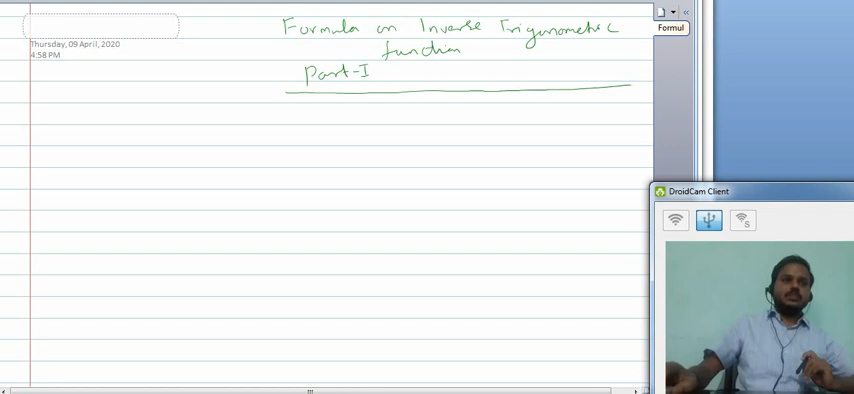 Formula on Inverse Trigonometric
function
Part-I
Thursday, 09 April, 2020
4:58 PM
Formul
DroidCam Client
S